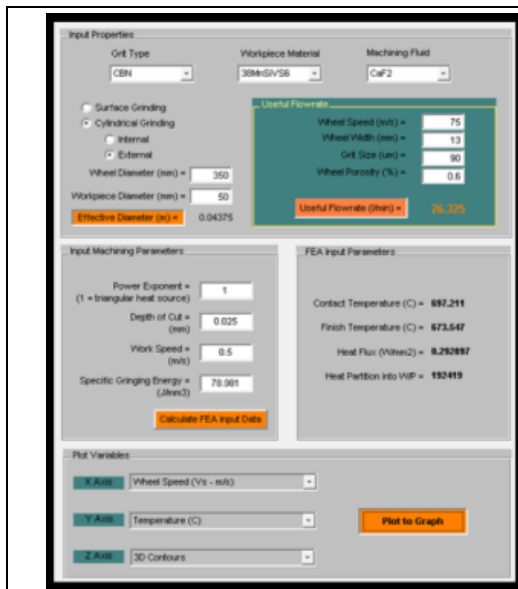 Input Properties
Grit Type Workpiece Material Machining Fluid
CBN 38MnSiVS6 CaF2
Surface Grinding
Cylindrical Grinding
Internal
External
Wheel Diameter (mm) = 350
Workpiece Diameter (mm) = 50
Effective Diameter (m) = 0.04375
Useful Flowrate
Wheel Speed (m/s) = 75
Wheel Width (mm) = 13
Grit Size (um) = 90
Wheel Porosity (%) = 0.6
Useful Flowrate (l/min) = 26.325
Input Machining Parameters
Power Exponent = 1
(1 = triangular heat source)
Depth of Cut = 0.025
(mm)
Work Speed = 0.5
(m/s)
Specific Gringing Energy = 78.981
(J/mm3)
Calculate FEA Input Data
FEA Input Parameters
Contact Temperature (C) = 697.211
Finish Temperature (C) = 673.547
Heat Flux (W/mm2) = 0.292897
Heat Partition into W/P = 192419
Plot Variables
X Axis Wheel Speed (Vs - m/s)
Y Axis Temperature (C)
Z Axis 3D Contours
Plot to Graph